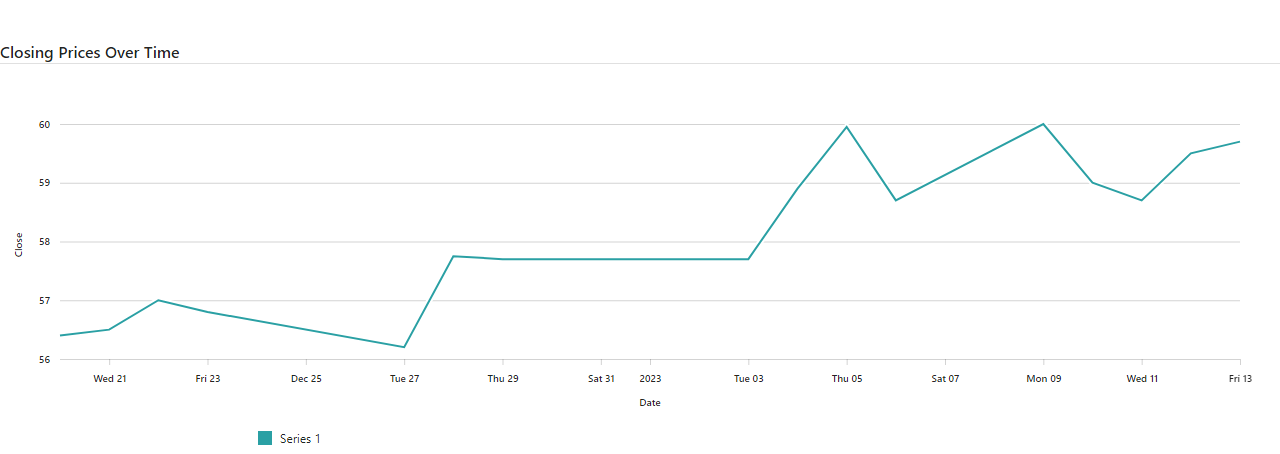 Closing Prices Over Time
60
59
58
57
56
Close
Wed 21 Fri 23 Dec 25 Tue 27 Thu 29 Sat 31 2023 Tue 03 Thu 05 Sat 07 Mon 09 Wed 11 Fri 13
Date
Series 1